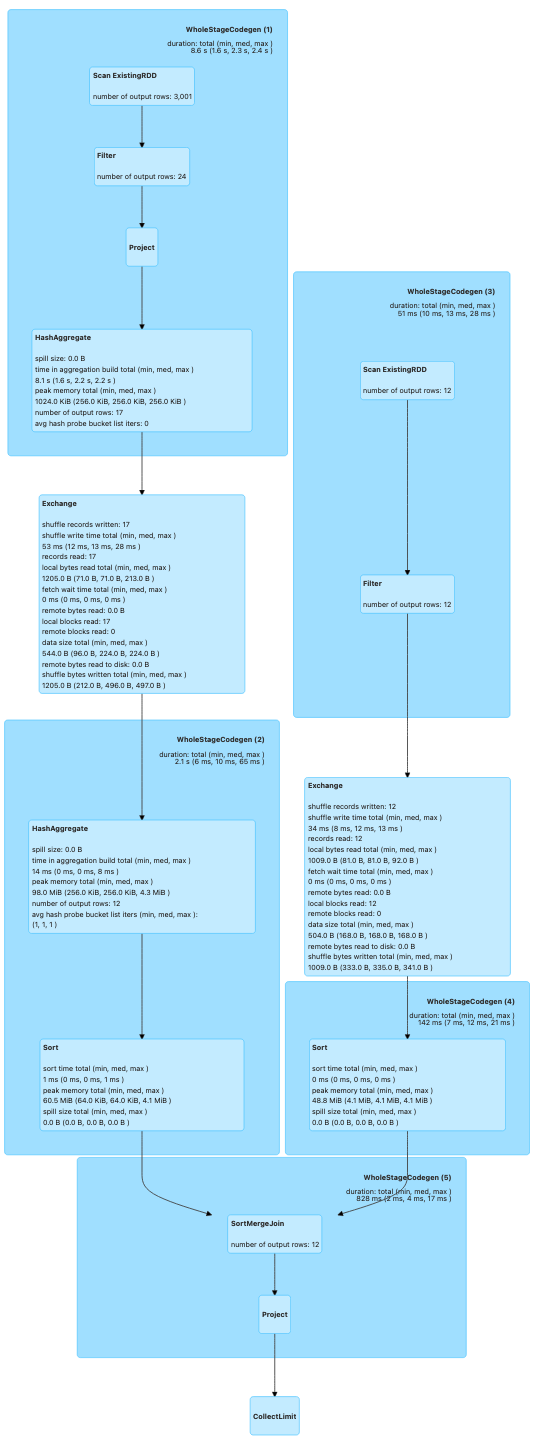 WholeStageCodegen (1)
duration: total (min, med, max )
8.6 s (1.6 s, 2.3 s, 2.4 s )
Scan ExistingRDD
number of output rows: 3,001
Filter
number of output rows: 24
Project
HashAggregate
spill size: 0.0 B
time in aggregation build total (min, med, max )
8.1 s (1.6 s, 2.2 s, 2.2 s )
peak memory total (min, med, max )
1024.0 KiB (256.0 KiB, 256.0 KiB, 256.0 KiB )
number of output rows: 17
avg hash probe bucket list iters: 0
WholeStageCodegen (3)
duration: total (min, med, max )
51 ms (10 ms, 13 ms, 28 ms )
Scan ExistingRDD
number of output rows: 12
Filter
number of output rows: 12
Exchange
shuffle records written: 17
shuffle write time total (min, med, max )
53 ms (12 ms, 13 ms, 28 ms )
records read: 17
local bytes read total (min, med, max )
1205.0 B (71.0 B, 71.0 B, 213.0 B )
fetch wait time total (min, med, max )
0 ms (0 ms, 0 ms, 0 ms )
remote bytes read: 0.0 B
local blocks read: 17
remote blocks read: 0
data size total (min, med, max )
544.0 B (96.0 B, 224.0 B, 224.0 B )
remote bytes read to disk: 0.0 B
shuffle bytes written total (min, med, max )
1205.0 B (212.0 B, 496.0 B, 497.0 B )
WholeStageCodegen (2)
duration: total (min, med, max )
2.1 s (6 ms, 10 ms, 65 ms )
HashAggregate
spill size: 0.0 B
time in aggregation build total (min, med, max )
14 ms (0 ms, 0 ms, 8 ms )
peak memory total (min, med, max )
98.0 MiB (256.0 KiB, 256.0 KiB, 4.3 MiB )
number of output rows: 12
avg hash probe bucket list iters (min, med, max ):
(1, 1, 1 )
Exchange
shuffle records written: 12
shuffle write time total (min, med, max )
34 ms (8 ms, 12 ms, 13 ms )
records read: 12
local bytes read total (min, med, max )
1009.0 B (81.0 B, 81.0 B, 92.0 B )
fetch wait time total (min, med, max )
0 ms (0 ms, 0 ms, 0 ms )
remote bytes read: 0.0 B
local blocks read: 12
remote blocks read: 0
data size total (min, med, max )
504.0 B (168.0 B, 168.0 B, 168.0 B )
remote bytes read to disk: 0.0 B
shuffle bytes written total (min, med, max )
1009.0 B (333.0 B, 335.0 B, 341.0 B )
Sort
sort time total (min, med, max )
1 ms (0 ms, 0 ms, 1 ms )
peak memory total (min, med, max )
60.5 MiB (64.0 KiB, 64.0 KiB, 4.1 MiB )
spill size total (min, med, max )
0.0 B (0.0 B, 0.0 B, 0.0 B )
WholeStageCodegen (4)
duration: total (min, med, max )
142 ms (7 ms, 12 ms, 21 ms )
Sort
sort time total (min, med, max )
0 ms (0 ms, 0 ms, 0 ms )
peak memory total (min, med, max )
48.8 MiB (4.1 MiB, 4.1 MiB, 4.1 MiB )
spill size total (min, med, max )
0.0 B (0.0 B, 0.0 B, 0.0 B )
WholeStageCodegen (5)
duration: total (min, med, max )
828 ms (2 ms, 4 ms, 17 ms )
SortMergeJoin
number of output rows: 12
Project
CollectLimit